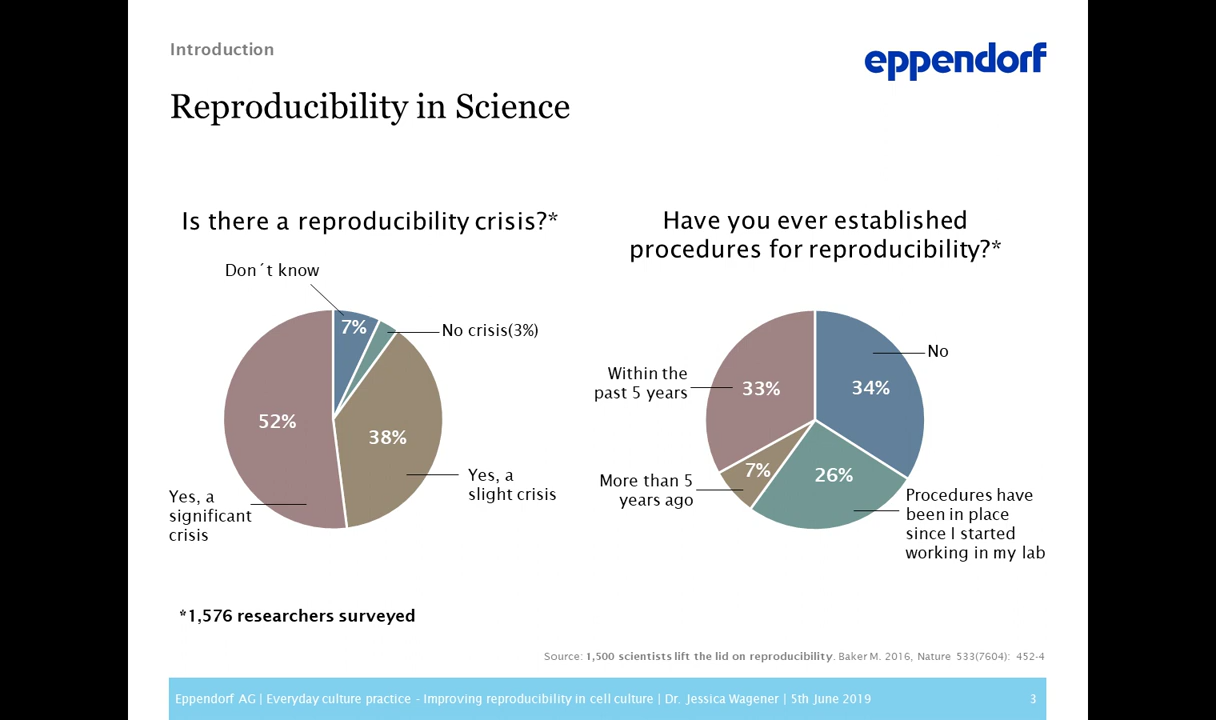 Introduction
eppendorf
Reproducibility in Science
Is there a reproducibility crisis?*
Don´t know
7%
No crisis(3%)
52%
38%
Yes, a
slight crisis
Yes, a
significant
crisis
Have you ever established
procedures for reproducibility?*
No
Within the
past 5 years
33%
34%
More than 5
years ago
7%
26%
Procedures have
been in place
since I started
working in my lab
*1,576 researchers surveyed
Source: 1,500 scientists lift the lid on reproducibility. Baker M. 2016, Nature 533(7604): 452-4
Eppendorf AG | Everyday culture practice - Improving reproducibility in cell culture | Dr. Jessica Wagener | 5th June 2019
3